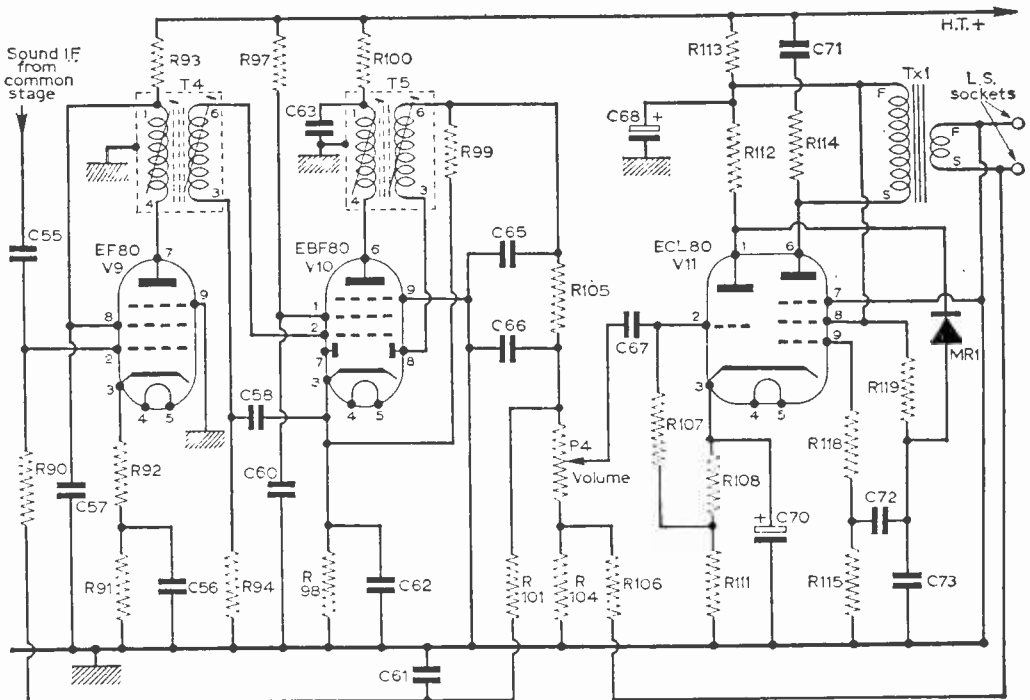 H.T.+
Sound I.F.
from
common
stage
R93
R97
R100
R113
C71
Tx1
L.S.
sockets
T4
T5
1
6
1
6
C63
R99
C68
+
R112
R114
F
F
S
S
4
3
4
3
C55
EF80
V9
7
EBF80
V10
6
C65
ECL80
V11
1
6
9
8
2
1
2
9
R105
7
8
9
C66
C67
2
MR1
7
8
3
3
3
4
5
C58
4
5
4
5
R119
R107
P4
Volume
R118
R90
R92
C57
C60
R108
+
C70
C72
R91
C56
R94
R
98
C62
R
101
R
104
R106
R111
R115
C73
C61